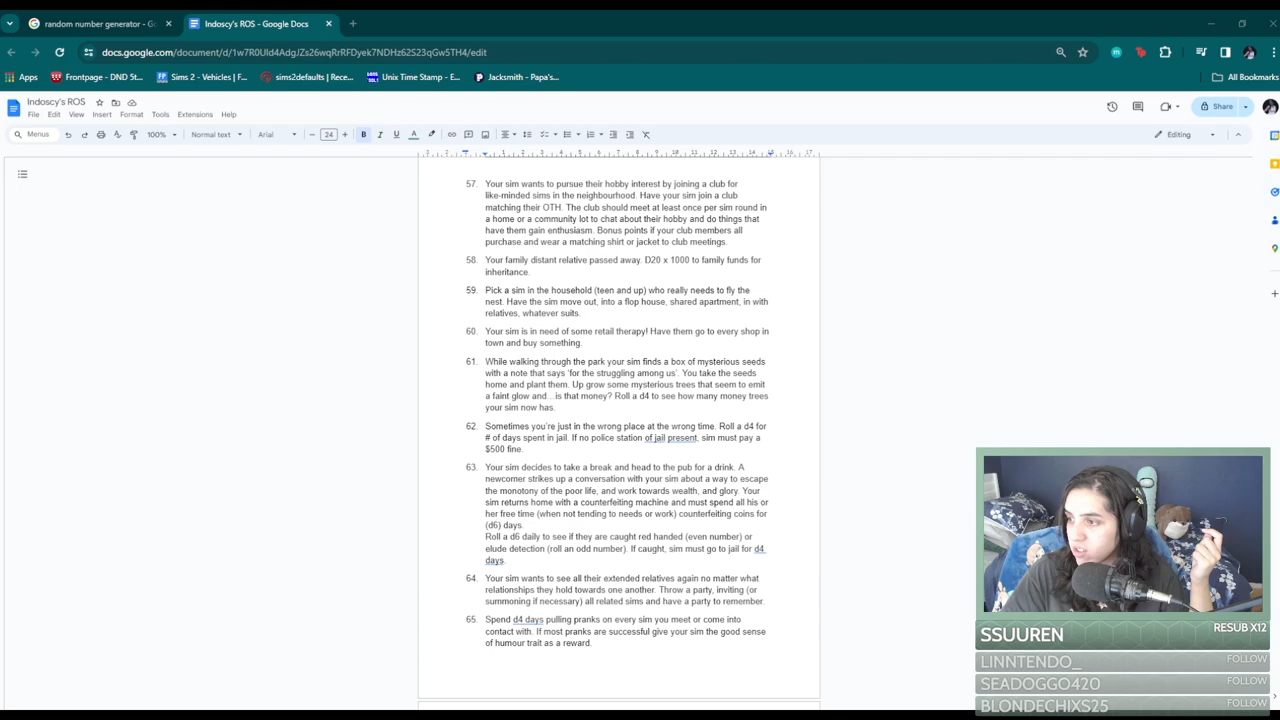 random number generator - Go
Indoscy's ROS - Google Docs
docs.google.com/document/d/1w7R0Uld4AdgJZs26wqRrRFDyek7NDHz62S23qGw5TH4/edit
Apps
Frontpage - DND 5t...
Sims 2 - Vehicles | F...
sims2defaults | Rece...
Unix Time Stamp - E...
Jacksmith - Papa's...
All Bookmarks
Indoscy's ROS
File Edit View Insert Format Tools Extensions Help
Share
Menus 100% Normal text Arial 24 Editing
57. Your sim wants to pursue their hobby interest by joining a club for
like-minded sims in the neighbourhood. Have your sim join a club
matching their OTH. The club should meet at least once per sim round in
a home or a community lot to chat about their hobby and do things that
have them gain enthusiasm. Bonus points if your club members all
purchase and wear a matching shirt or jacket to club meetings.
58. Your family distant relative passed away. D20 x 1000 to family funds for
inheritance.
59. Pick a sim in the household (teen and up) who really needs to fly the
nest. Have the sim move out, into a flop house, shared apartment, in with
relatives, whatever suits.
60. Your sim is in need of some retail therapy! Have them go to every shop in
town and buy something.
61. While walking through the park your sim finds a box of mysterious seeds
with a note that says 'for the struggling among us'. You take the seeds
home and plant them. Up grow some mysterious trees that seem to emit
a faint glow and…is that money? Roll a d4 to see how many money trees
your sim now has.
62. Sometimes you're just in the wrong place at the wrong time. Roll a d4 for
# of days spent in jail. If no police station of jail present, sim must pay a
$500 fine.
63. Your sim decides to take a break and head to the pub for a drink. A
newcomer strikes up a conversation with your sim about a way to escape
the monotony of the poor life, and work towards wealth, and glory. Your
sim returns home with a counterfeiting machine and must spend all his or
her free time (when not tending to needs or work) counterfeiting coins for
(d6) days.
Roll a d6 daily to see if they are caught red handed (even number) or
elude detection (roll an odd number). If caught, sim must go to jail for d4
days.
64. Your sim wants to see all their extended relatives again no matter what
relationships they hold towards one another. Throw a party, inviting (or
summoning if necessary) all related sims and have a party to remember.
65. Spend d4 days pulling pranks on every sim you meet or come into
contact with. If most pranks are successful give your sim the good sense
of humour trait as a reward.
SSUUREN RESUB X12
LINNTENDO_ FOLLOW
SEADOGGO420 FOLLOW
BLONDECHIXS25 FOLLOW